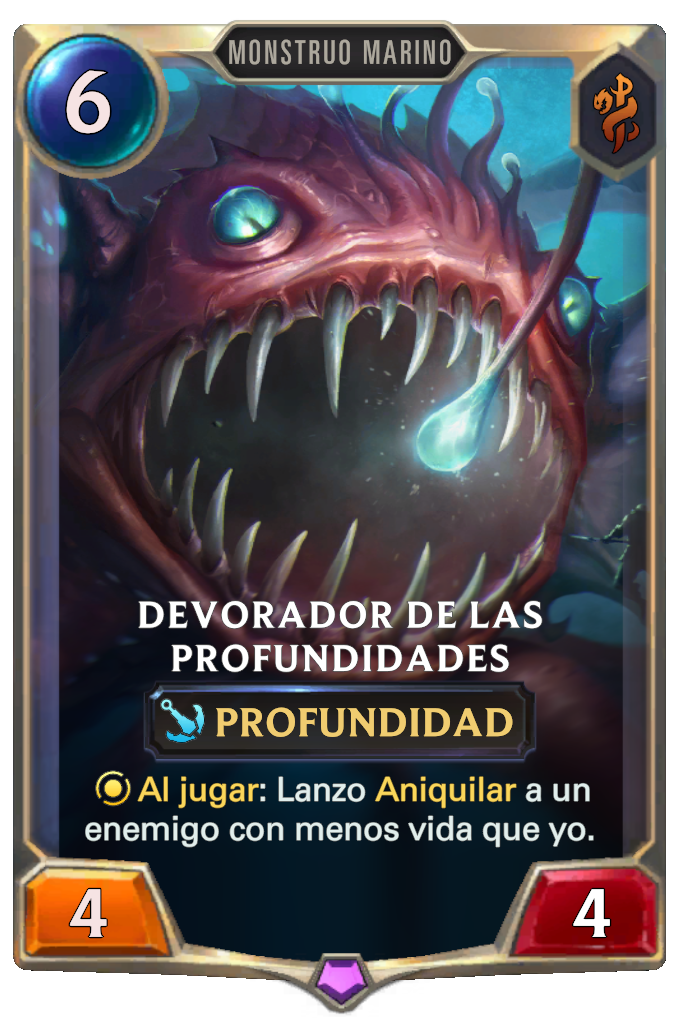 MONSTRUO MARINO
6
DEVORADOR DE LAS
PROFUNDIDADES
PROFUNDIDAD
Al jugar: Lanzo Aniquilar a un
enemigo con menos vida que yo.
4
4